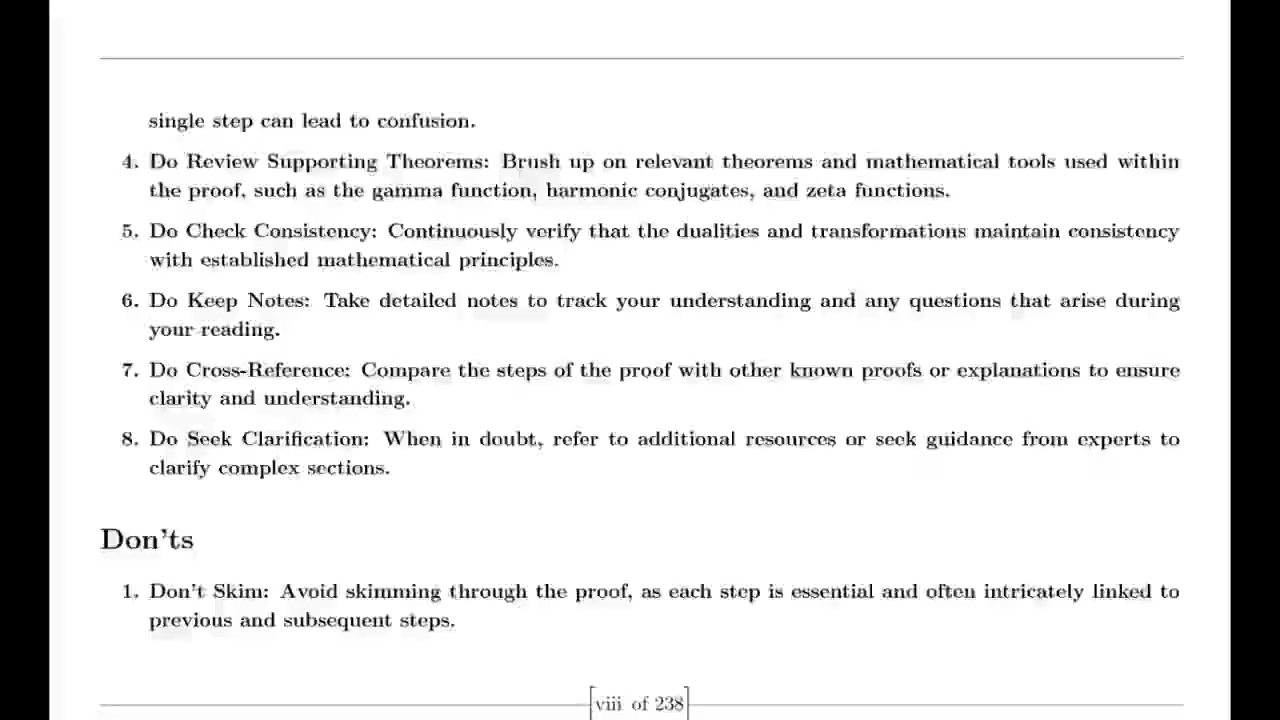 single step can lead to confusion.
4. Do Review Supporting Theorems: Brush up on relevant theorems and mathematical tools used within
the proof, such as the gamma function, harmonic conjugates, and zeta functions.
5. Do Check Consistency: Continuously verify that the dualities and transformations maintain consistency
with established mathematical principles.
6. Do Keep Notes: Take detailed notes to track your understanding and any questions that arise during
your reading.
7. Do Cross-Reference: Compare the steps of the proof with other known proofs or explanations to ensure
clarity and understanding.
8. Do Seek Clarification: When in doubt, refer to additional resources or seek guidance from experts to
clarify complex sections.
Don'ts
1. Don't Skim: Avoid skimming through the proof, as each step is essential and often intricately linked to
previous and subsequent steps.
viii of 238